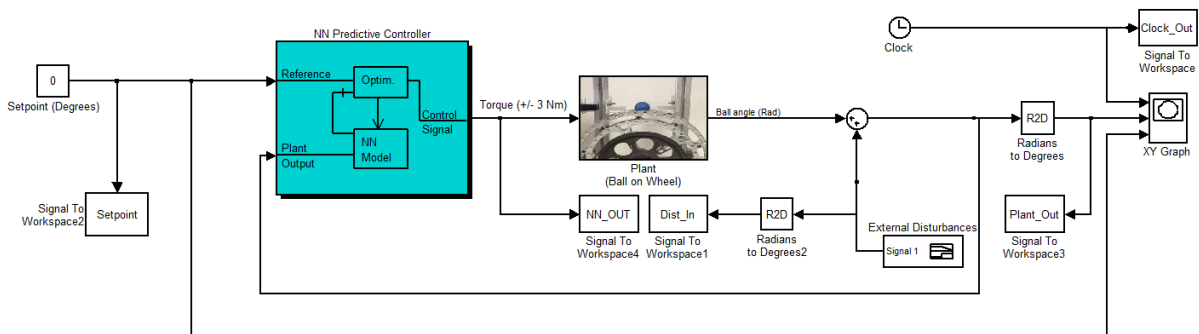 NN Predictive Controller
Clock
Clock_Out
Signal To
Workspace
0
Setpoint (Degrees)
Reference
Optim.
Control
Signal
NN
Model
Plant
Output
Torque (+/- 3 Nm)
Plant
(Ball on Wheel)
Ball angle (Rad)
R2D
Radians
to Degrees
XY Graph
Signal To
Workspace2
Setpoint
NN_OUT
Signal To
Workspace4
Dist_In
Signal To
Workspace1
R2D
Radians
to Degrees2
External Disturbances
Signal 1
Plant_Out
Signal To
Workspace3